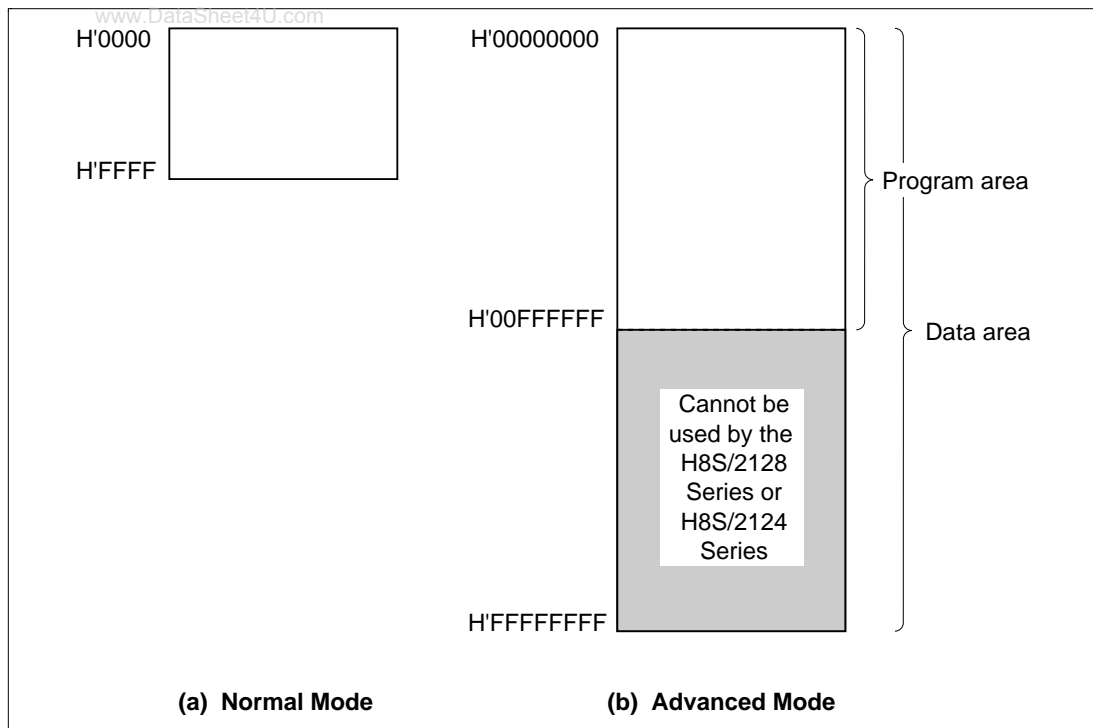 www.DataSheet4U.com
H'0000
H'FFFF
(a) Normal Mode
H'00000000
H'00FFFFFF
H'FFFFFFFF
Program area
Data area
Cannot be
used by the
H8S/2128
Series or
H8S/2124
Series
(b) Advanced Mode